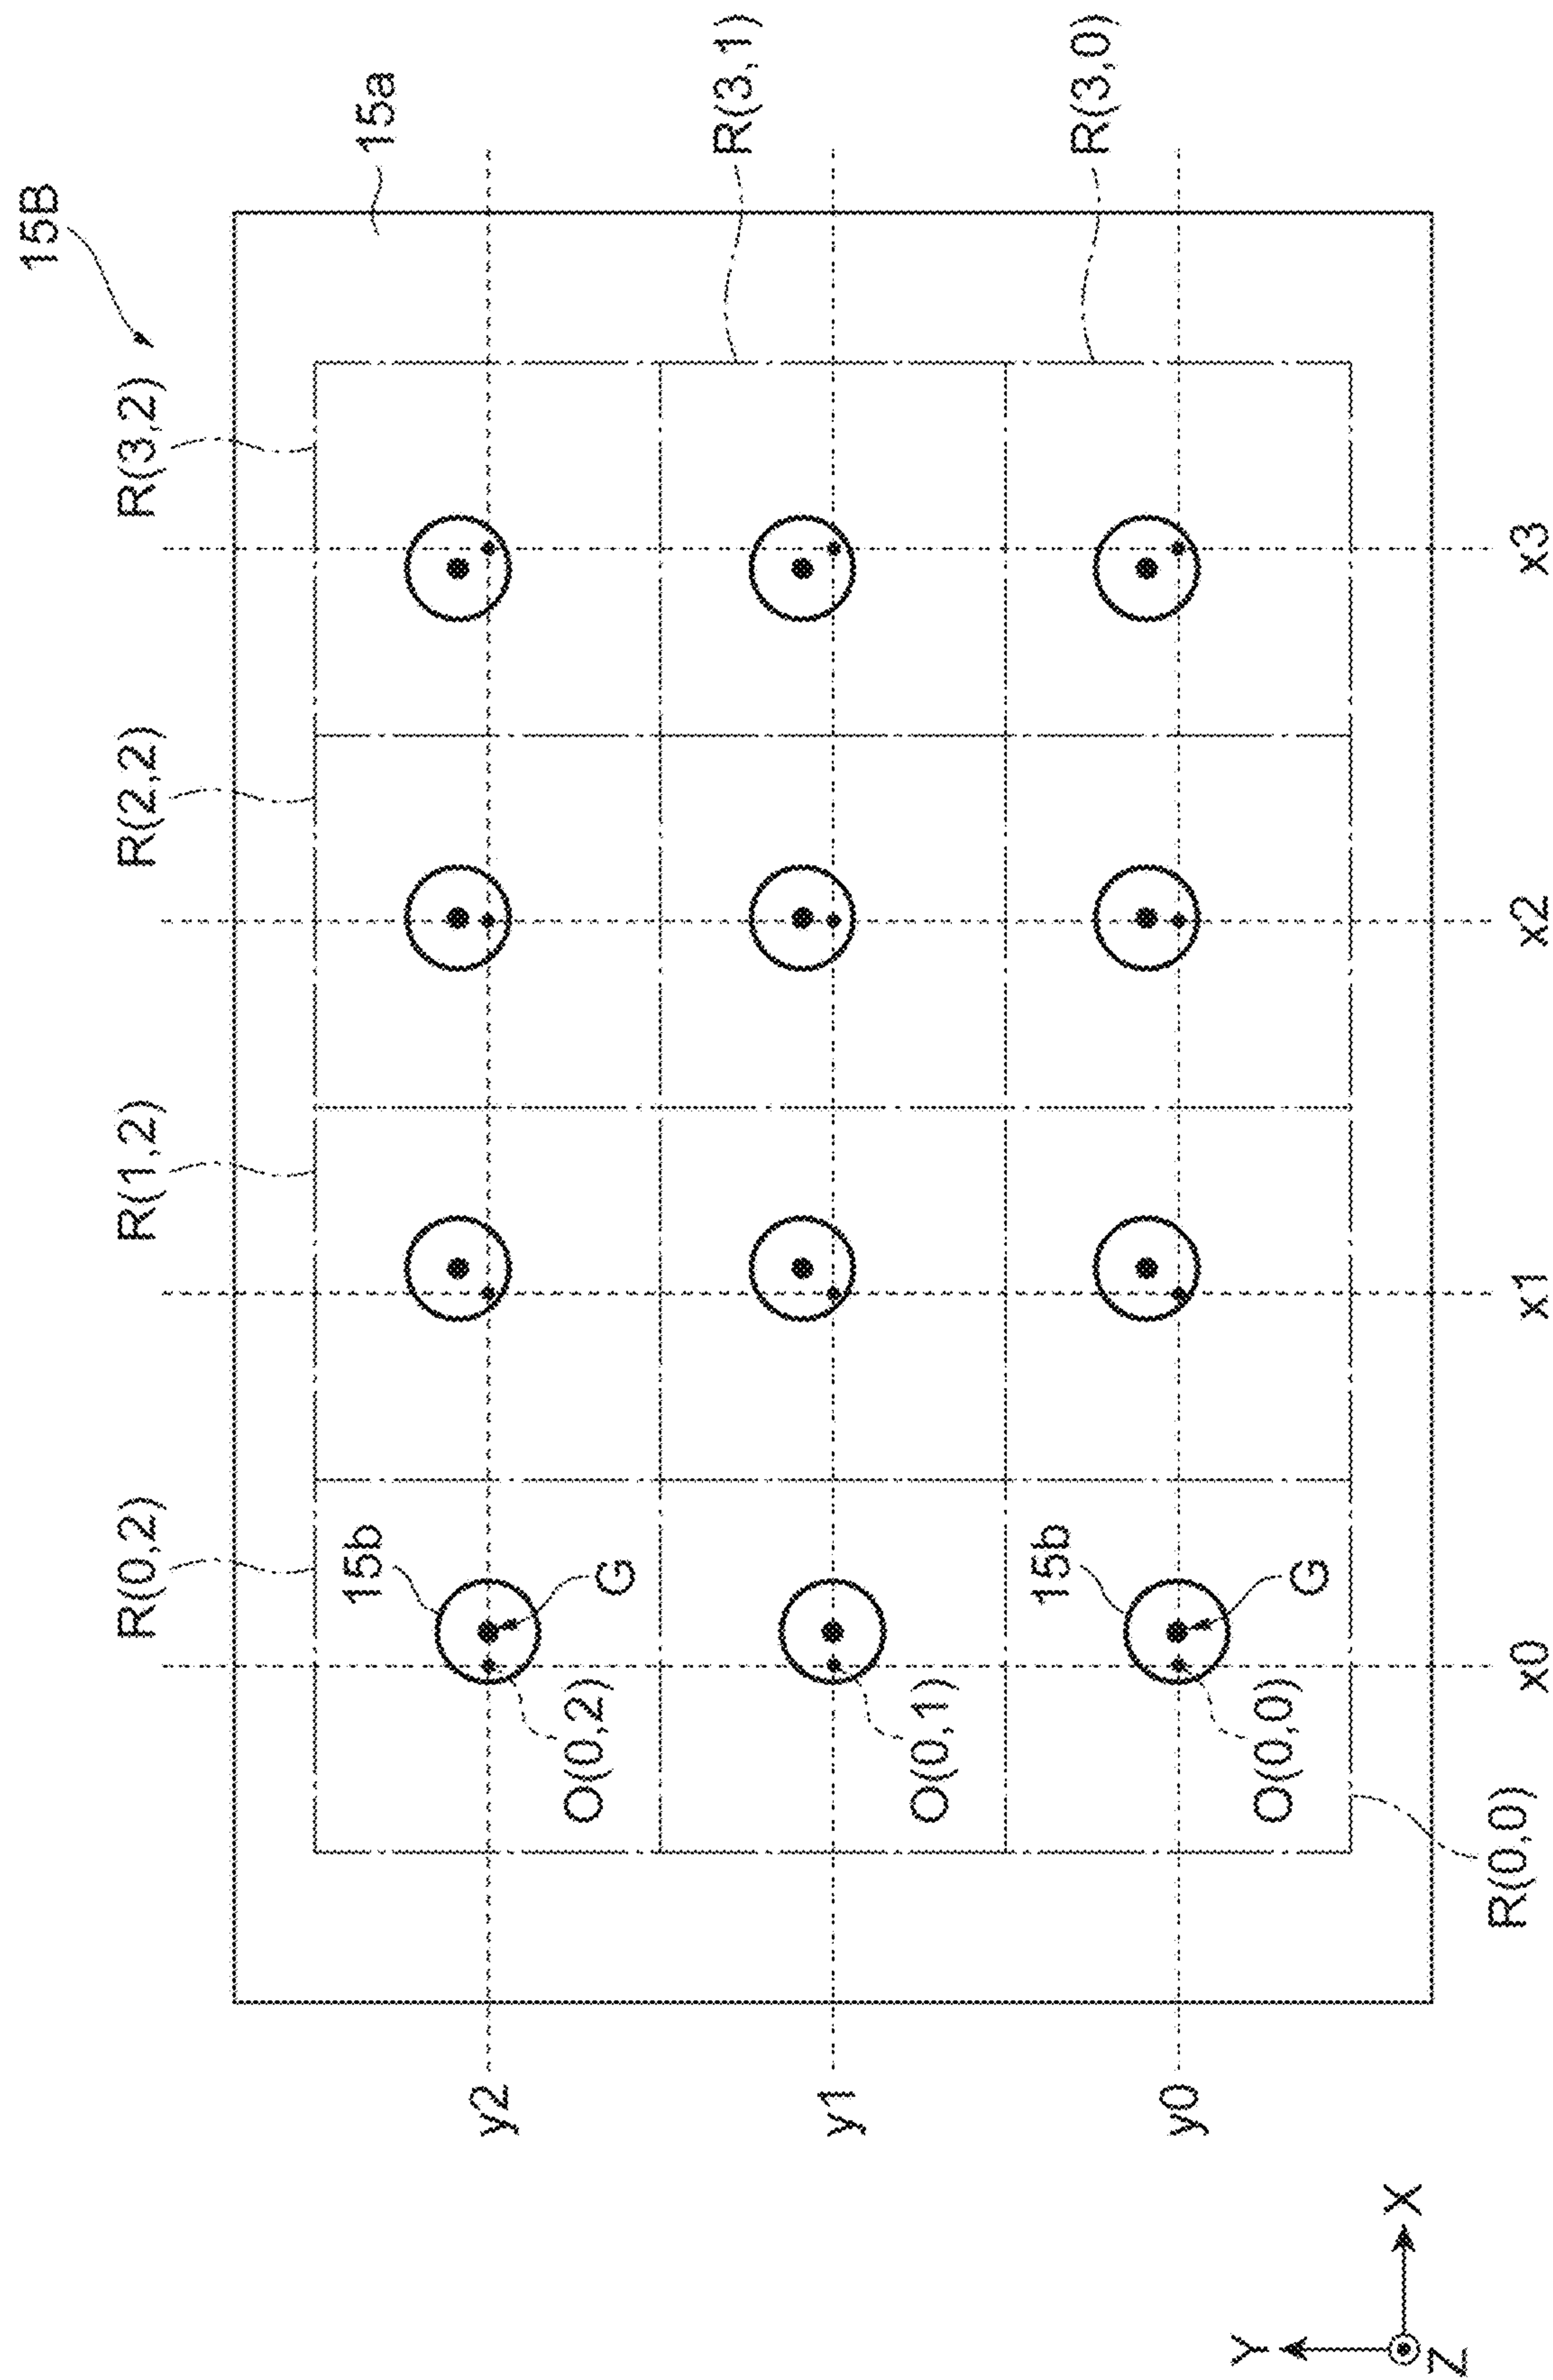 15B
R(0,2)
R(1,2)
R(2,2)
R(3,2)
15a
15b
G
y2
O(0,2)
R(3,1)
y1
O(0,1)
15b
G
R(3,0)
y0
O(0,0)
R(0,0)
x0
x1
x2
x3
Y
X
Z